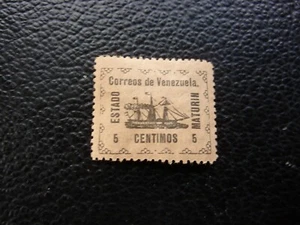 Correos de Venezuela.
ESTADO
MATURIN
5 CENTIMOS 5